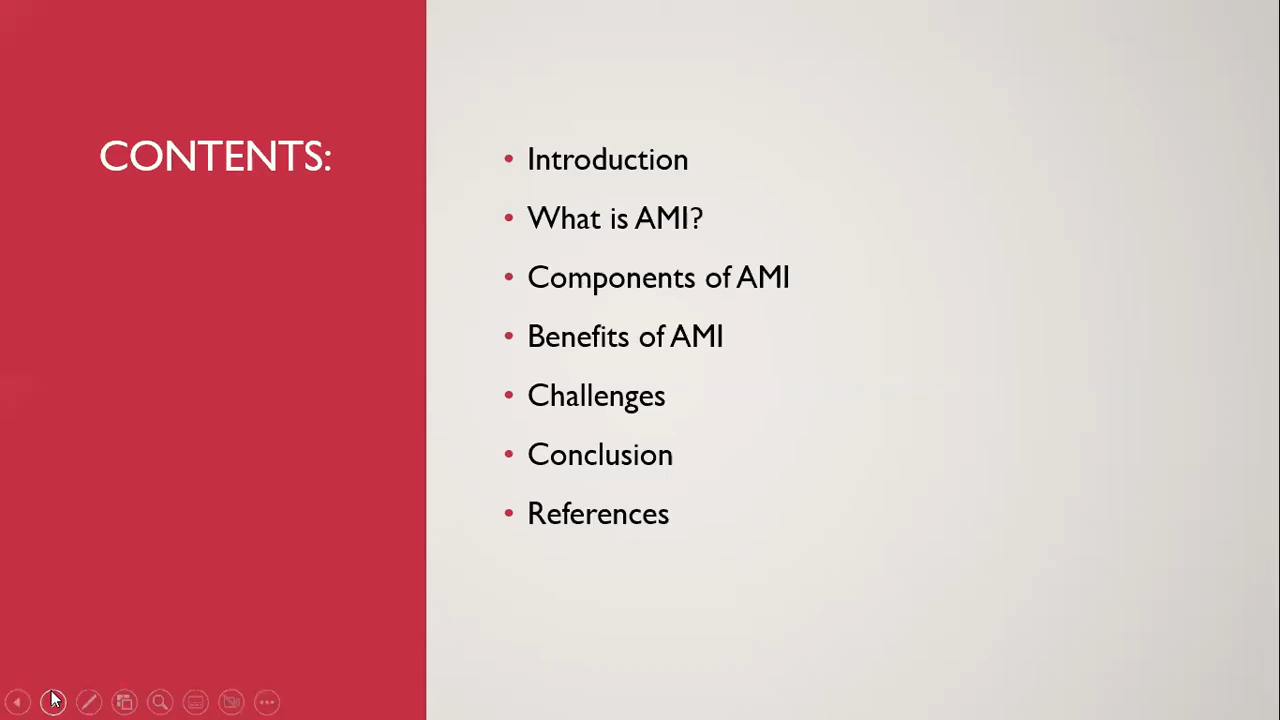 CONTENTS:
• Introduction
• What is AMI?
• Components of AMI
• Benefits of AMI
• Challenges
• Conclusion
• References